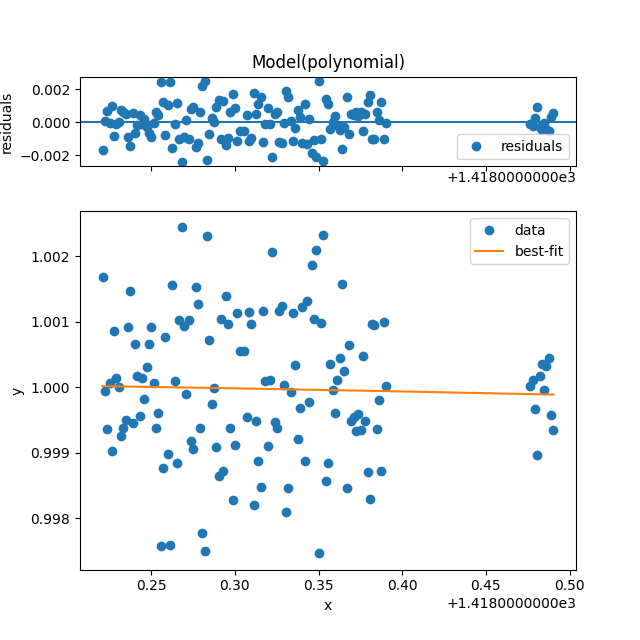 Model(polynomial)
residuals
0.002
0.000
−0.002
residuals
+1.4180000000e3
y
1.002
1.001
1.000
0.999
0.998
data
best-fit
0.25 0.30 0.35 0.40 0.45 0.50
x
+1.4180000000e3